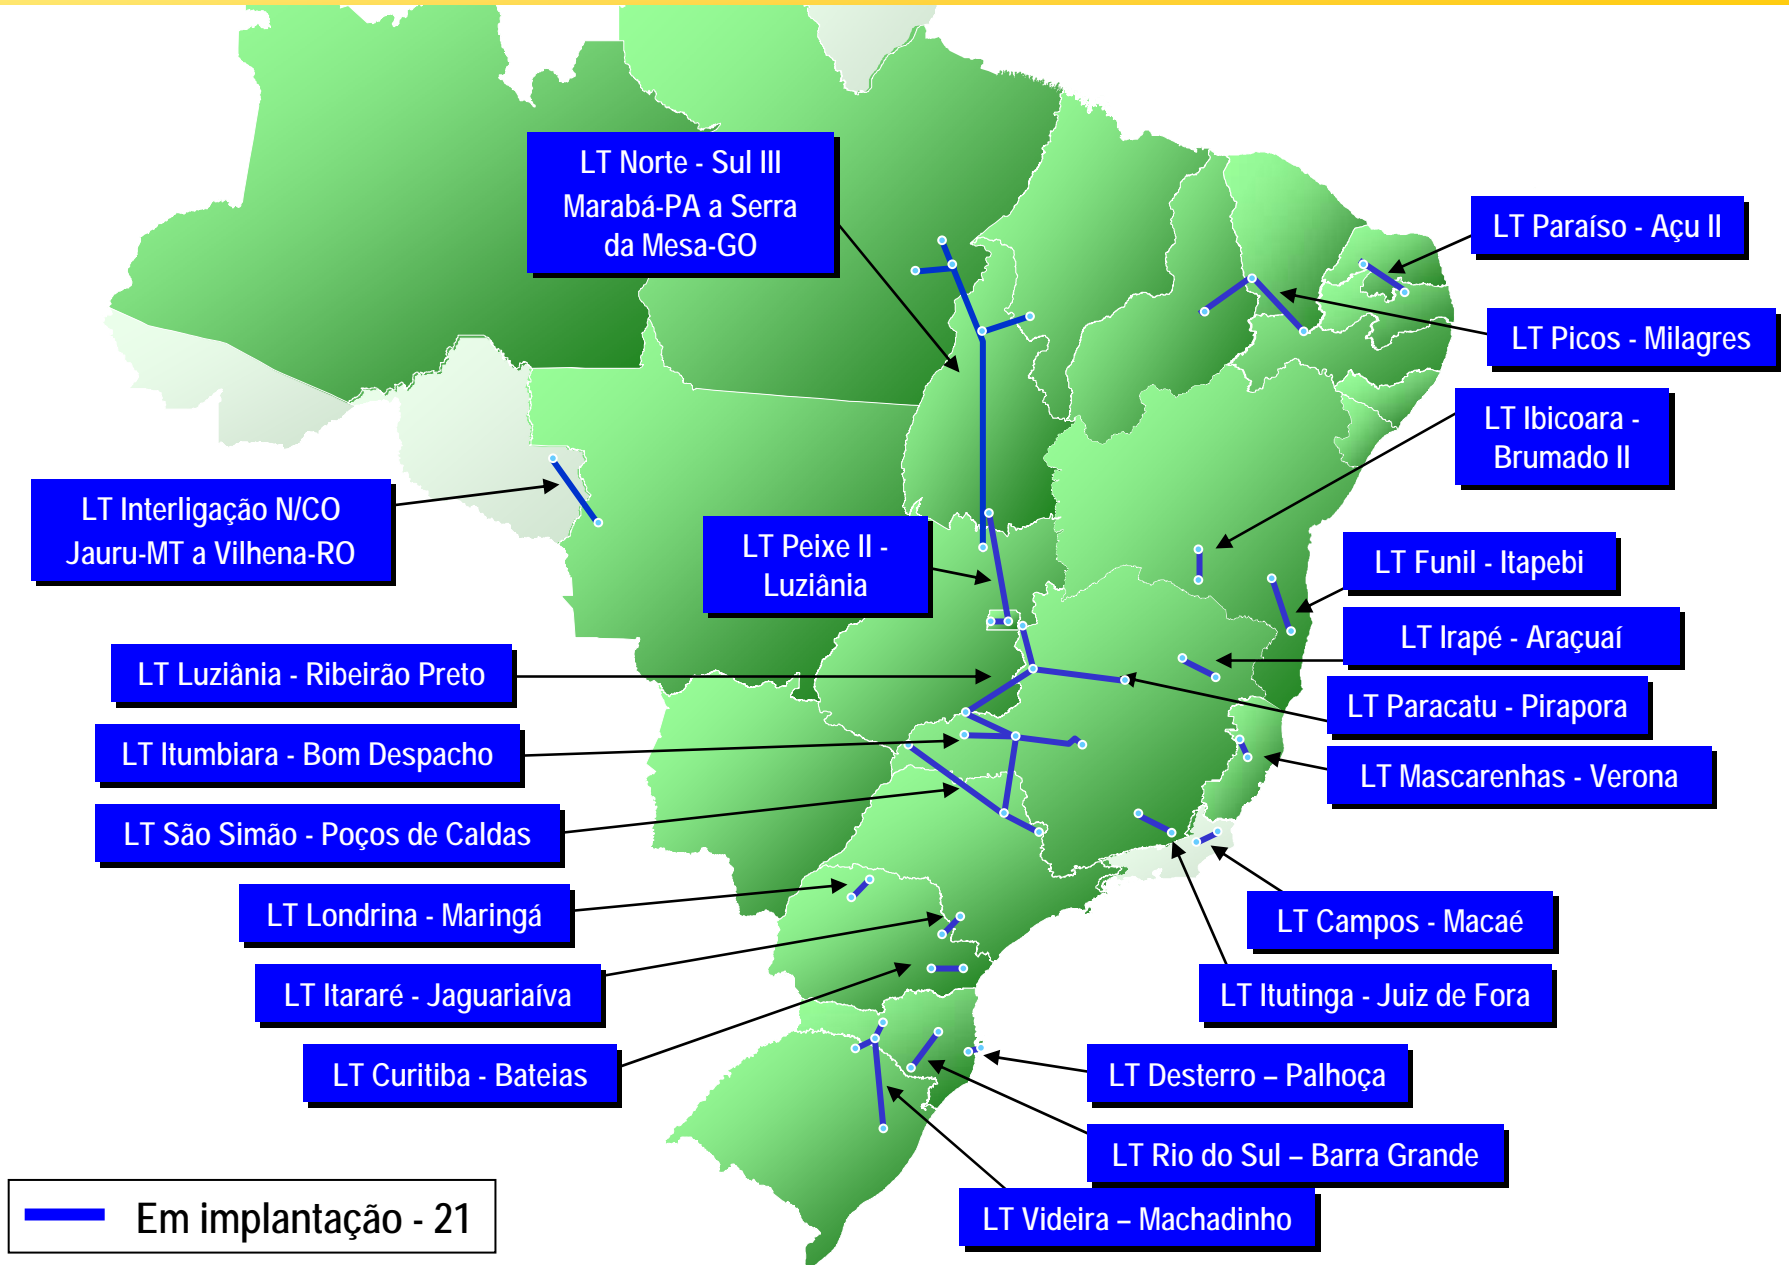 LT Norte - Sul III
Marabá-PA a Serra
da Mesa-GO
LT Paraíso - Açu II
LT Picos - Milagres
LT Ibicoara -
Brumado II
LT Interligação N/CO
Jauru-MT a Vilhena-RO
LT Peixe II -
Luziânia
LT Funil - Itapebi
LT Irapé - Araçuaí
LT Luziânia - Ribeirão Preto
LT Paracatu - Pirapora
LT Itumbiara - Bom Despacho
LT Mascarenhas - Verona
LT São Simão - Poços de Caldas
LT Londrina - Maringá
LT Campos - Macaé
LT Itararé - Jaguariaíva
LT Itutinga - Juiz de Fora
LT Curitiba - Bateias
LT Desterro – Palhoça
LT Rio do Sul – Barra Grande
LT Videira – Machadinho
Em implantação - 21